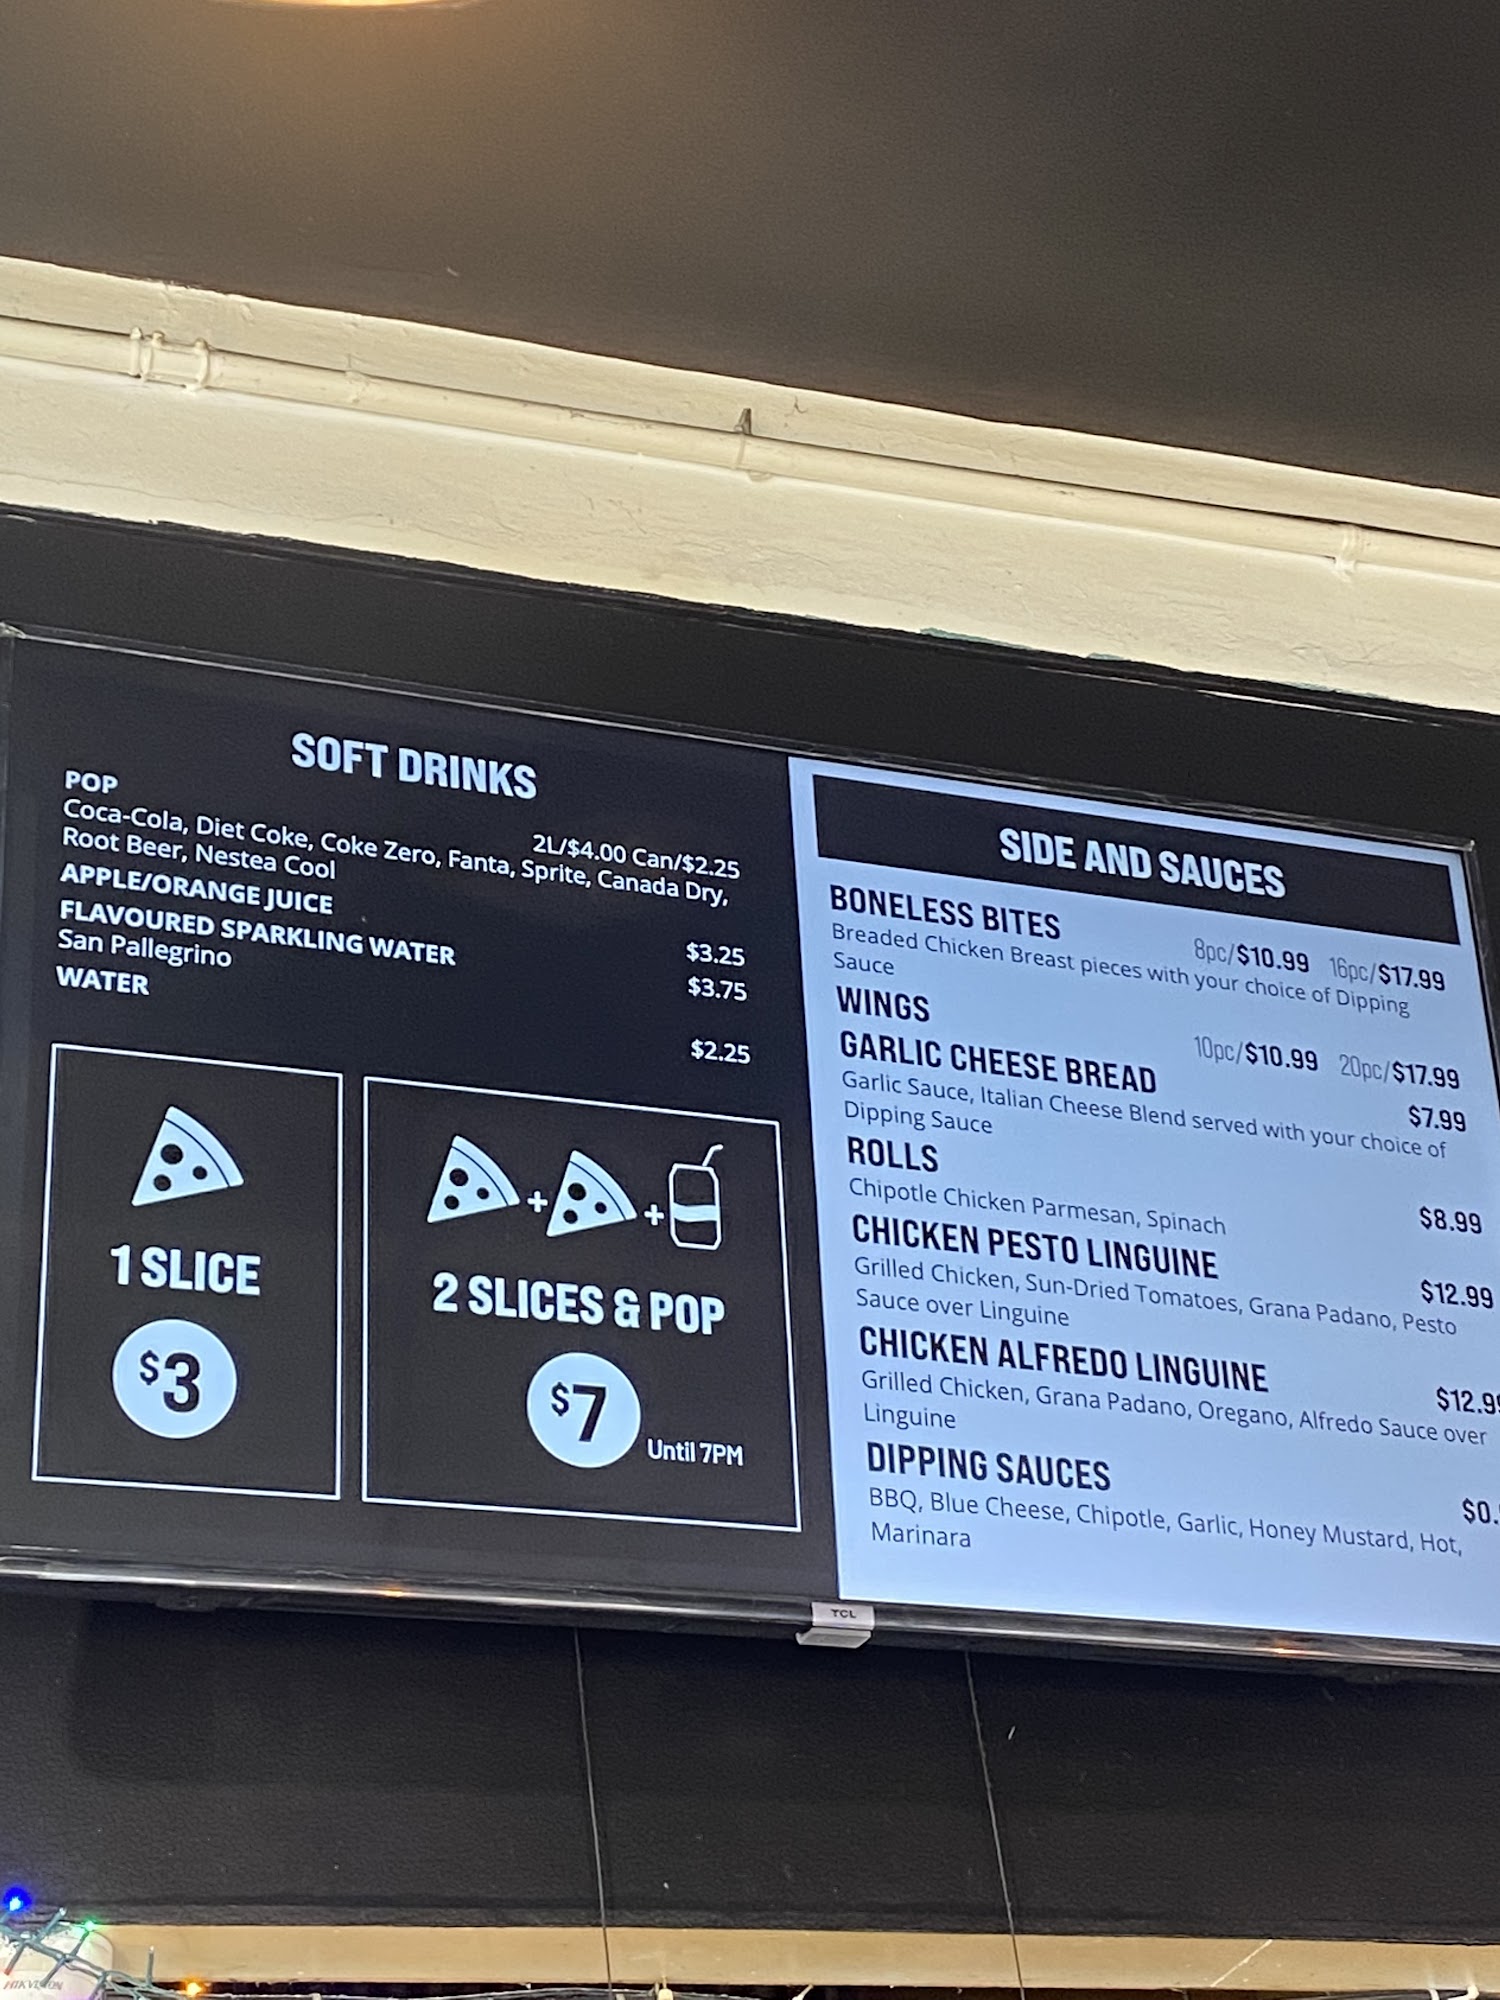 SOFT DRINKS
POP 2L/$4.00 Can/$2.25
Coca-Cola, Diet Coke, Coke Zero, Fanta, Sprite, Canada Dry,
Root Beer, Nestea Cool
APPLE/ORANGE JUICE $3.25
FLAVOURED SPARKLING WATER $3.75
San Pallegrino
WATER $2.25
1 SLICE
$3
+ +
2 SLICES & POP
$7 Until 7PM
SIDE AND SAUCES
BONELESS BITES 8pc/$10.99 16pc/$17.99
Breaded Chicken Breast pieces with your choice of Dipping
Sauce
WINGS 10pc/$10.99 20pc/$17.99
GARLIC CHEESE BREAD $7.99
Garlic Sauce, Italian Cheese Blend served with your choice of
Dipping Sauce
ROLLS $8.99
Chipotle Chicken Parmesan, Spinach
CHICKEN PESTO LINGUINE $12.99
Grilled Chicken, Sun-Dried Tomatoes, Grana Padano, Pesto
Sauce over Linguine
CHICKEN ALFREDO LINGUINE $12.99
Grilled Chicken, Grana Padano, Oregano, Alfredo Sauce over
Linguine
DIPPING SAUCES $0.
BBQ, Blue Cheese, Chipotle, Garlic, Honey Mustard, Hot,
Marinara
TCL
HIKVISION